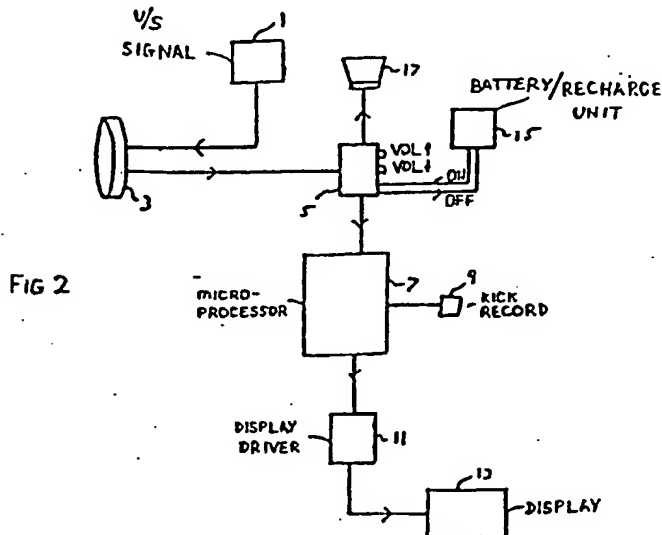 U/S
SIGNAL
1
17
BATTERY/RECHARGE
UNIT
15
3
VOL↑
VOL↓
ON
OFF
5
FIG 2
MICRO-
PROCESSOR
7
9
KICK
RECORD
DISPLAY
DRIVER
11
13
DISPLAY